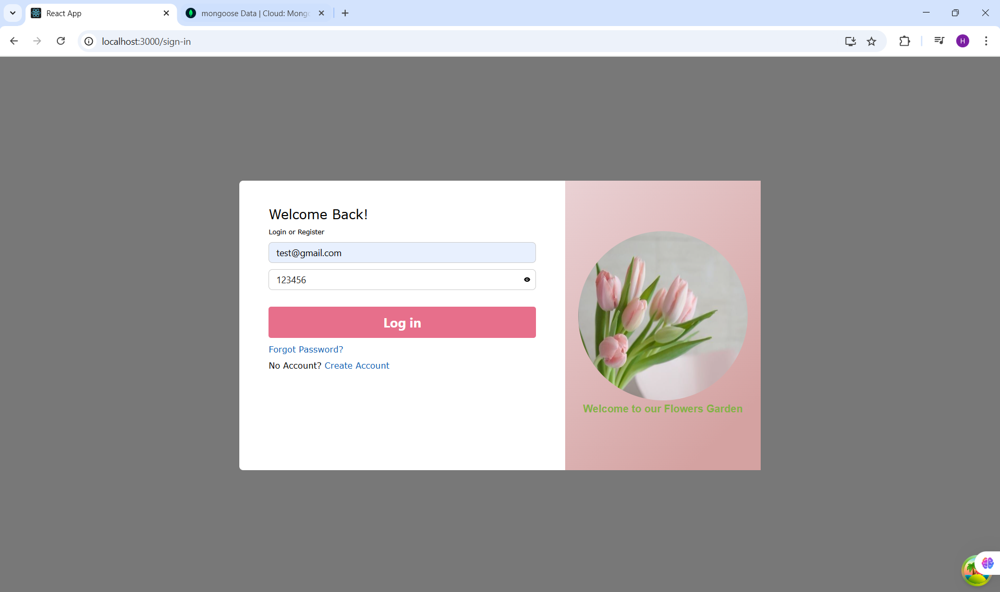 React App
mongoose Data | Cloud: Mong
localhost:3000/sign-in
H
Welcome Back!
Login or Register
test@gmail.com
123456
Log in
Forgot Password?
No Account? Create Account
Welcome to our Flowers Garden